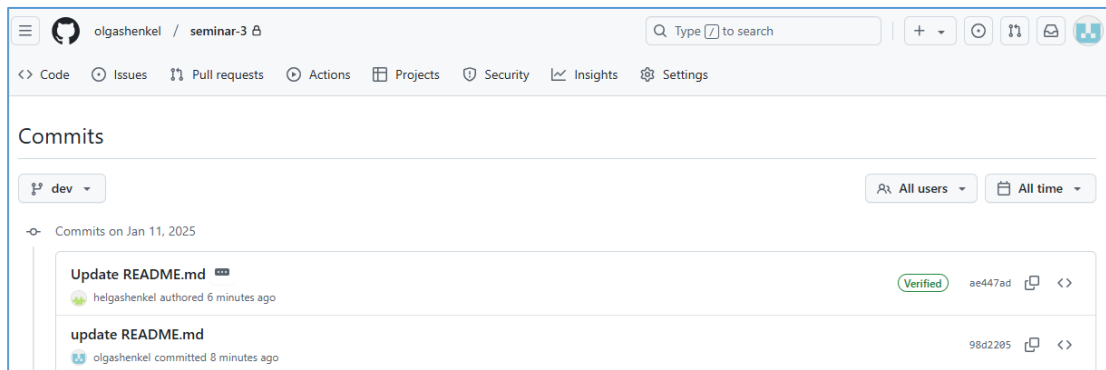 olgashenkel / seminar-3 Type / to search
Code Issues Pull requests Actions Projects Security Insights Settings
Commits
dev All users All time
Commits on Jan 11, 2025
Update README.md
Verified ae447ad
helgashenkel authored 6 minutes ago
update README.md
98d2205
olgashenkel committed 8 minutes ago